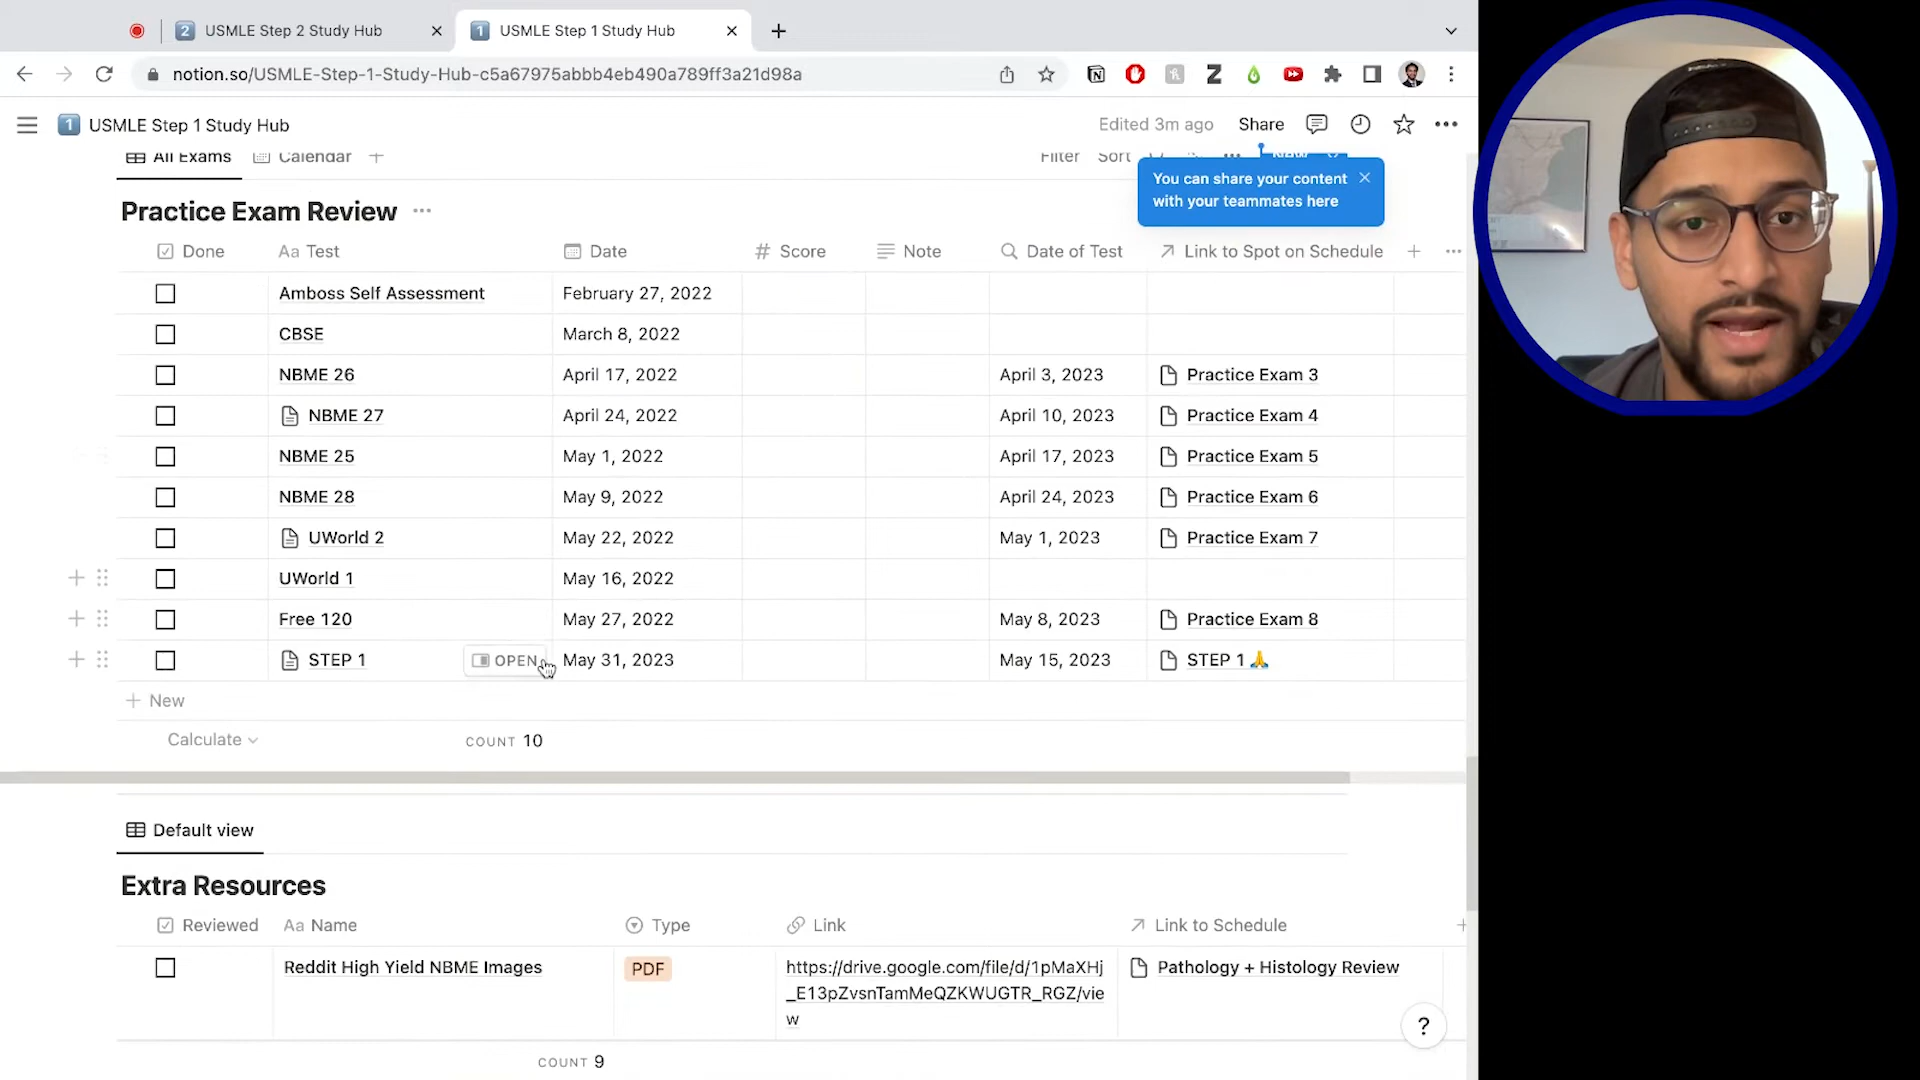 USMLE Step 2 Study Hub
USMLE Step 1 Study Hub
notion.so/USMLE-Step-1-Study-Hub-c5a67975abbb4eb490a789ff3a21d98a
USMLE Step 1 Study Hub
Edited 3m ago
Share
All Exams
Calendar
Filter
Sort
New
You can share your content
with your teammates here
Practice Exam Review
Done
Aa Test
Date
# Score
Note
Date of Test
Link to Spot on Schedule
Amboss Self Assessment February 27, 2022
CBSE March 8, 2022
NBME 26 April 17, 2022 April 3, 2023 Practice Exam 3
NBME 27 April 24, 2022 April 10, 2023 Practice Exam 4
NBME 25 May 1, 2022 April 17, 2023 Practice Exam 5
NBME 28 May 9, 2022 April 24, 2023 Practice Exam 6
UWorld 2 May 22, 2022 May 1, 2023 Practice Exam 7
UWorld 1 May 16, 2022
Free 120 May 27, 2022 May 8, 2023 Practice Exam 8
STEP 1 OPEN May 31, 2023 May 15, 2023 STEP 1 🙏
+ New
Calculate
COUNT 10
Default view
Extra Resources
Reviewed
Aa Name
Type
Link
Link to Schedule
Reddit High Yield NBME Images
PDF
https://drive.google.com/file/d/1pMaXHj
_E13pZvsnTamMeQZKWUGTR_RGZ/vie
w
Pathology + Histology Review
?
COUNT 9